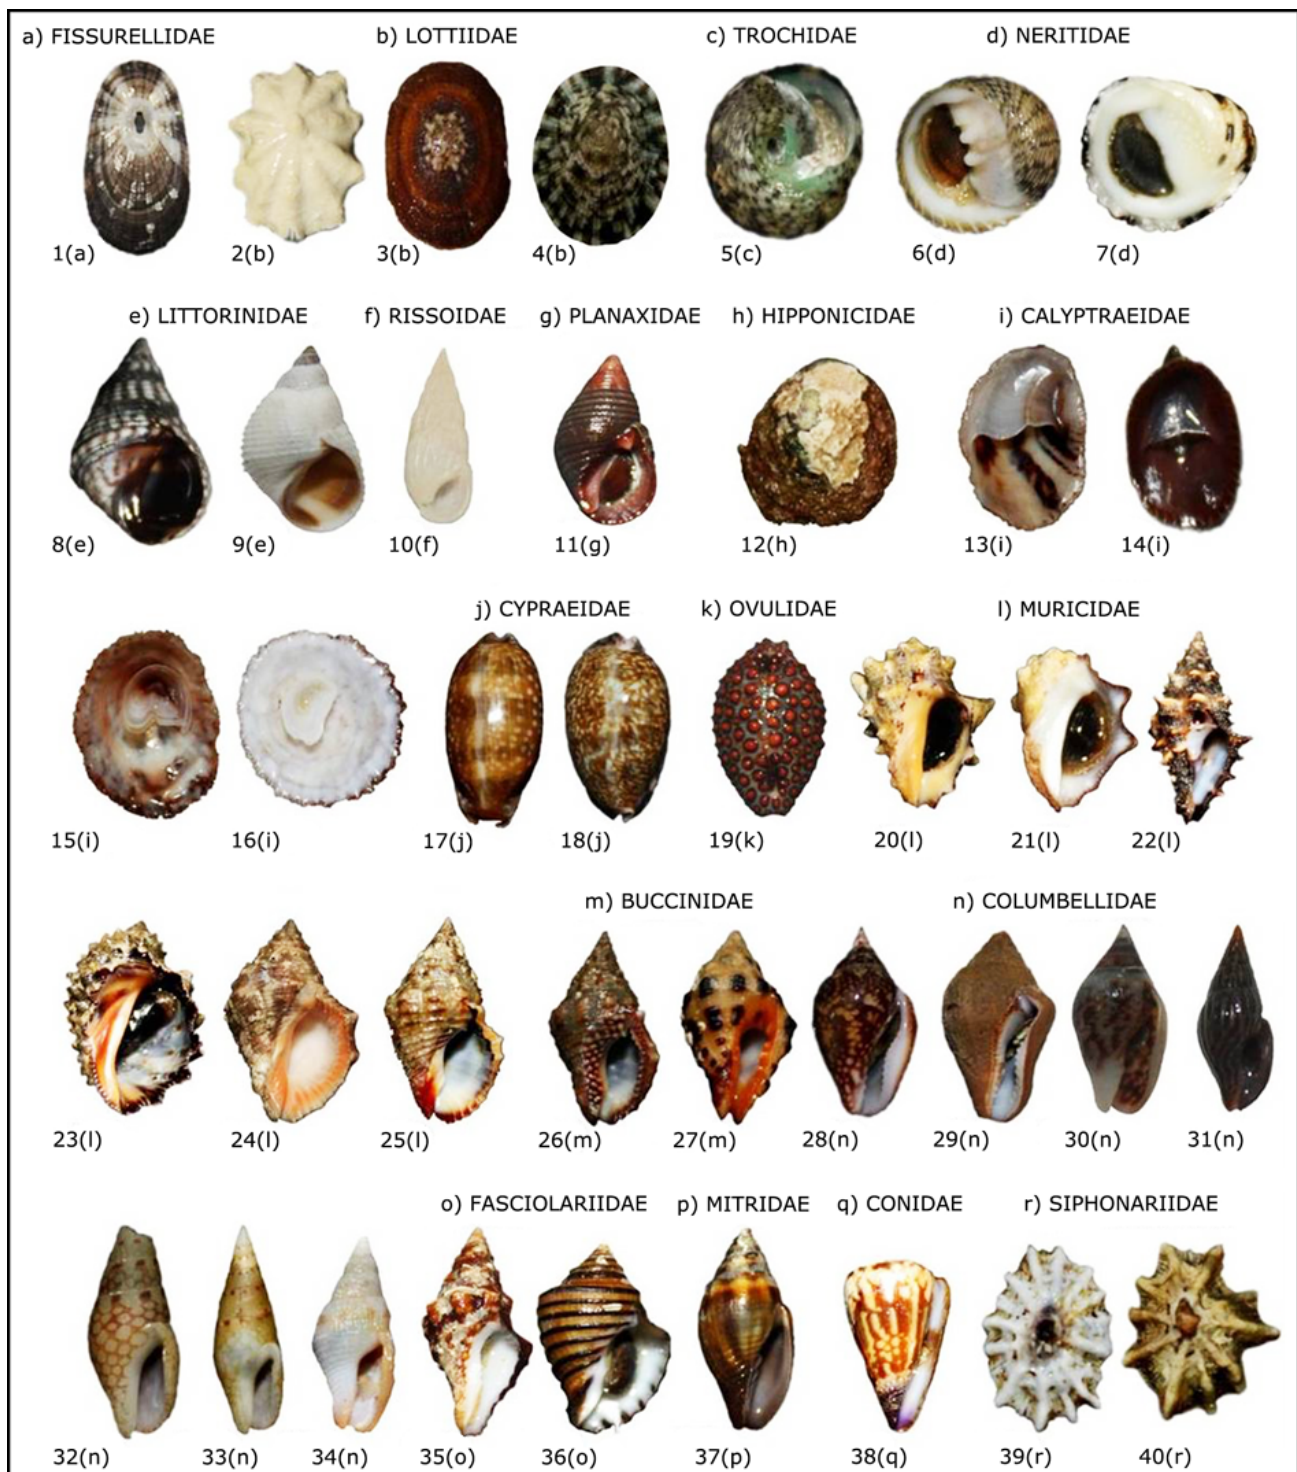 a) FISSURELLIDAE b) LOTTIIDAE c) TROCHIDAE d) NERITIDAE
1(a) 2(b) 3(b) 4(b) 5(c) 6(d) 7(d)
e) LITTORINIDAE f) RISSOIDAE g) PLANAXIDAE h) HIPPONICIDAE i) CALYPTRAEIDAE
8(e) 9(e) 10(f) 11(g) 12(h) 13(i) 14(i)
j) CYPRAEIDAE k) OVULIDAE l) MURICIDAE
15(i) 16(i) 17(j) 18(j) 19(k) 20(l) 21(l) 22(l)
m) BUCCINIDAE n) COLUMBELLIDAE
23(l) 24(l) 25(l) 26(m) 27(m) 28(n) 29(n) 30(n) 31(n)
o) FASCIOLARIIDAE p) MITRIDAE q) CONIDAE r) SIPHONARIIDAE
32(n) 33(n) 34(n) 35(o) 36(o) 37(p) 38(q) 39(r) 40(r)